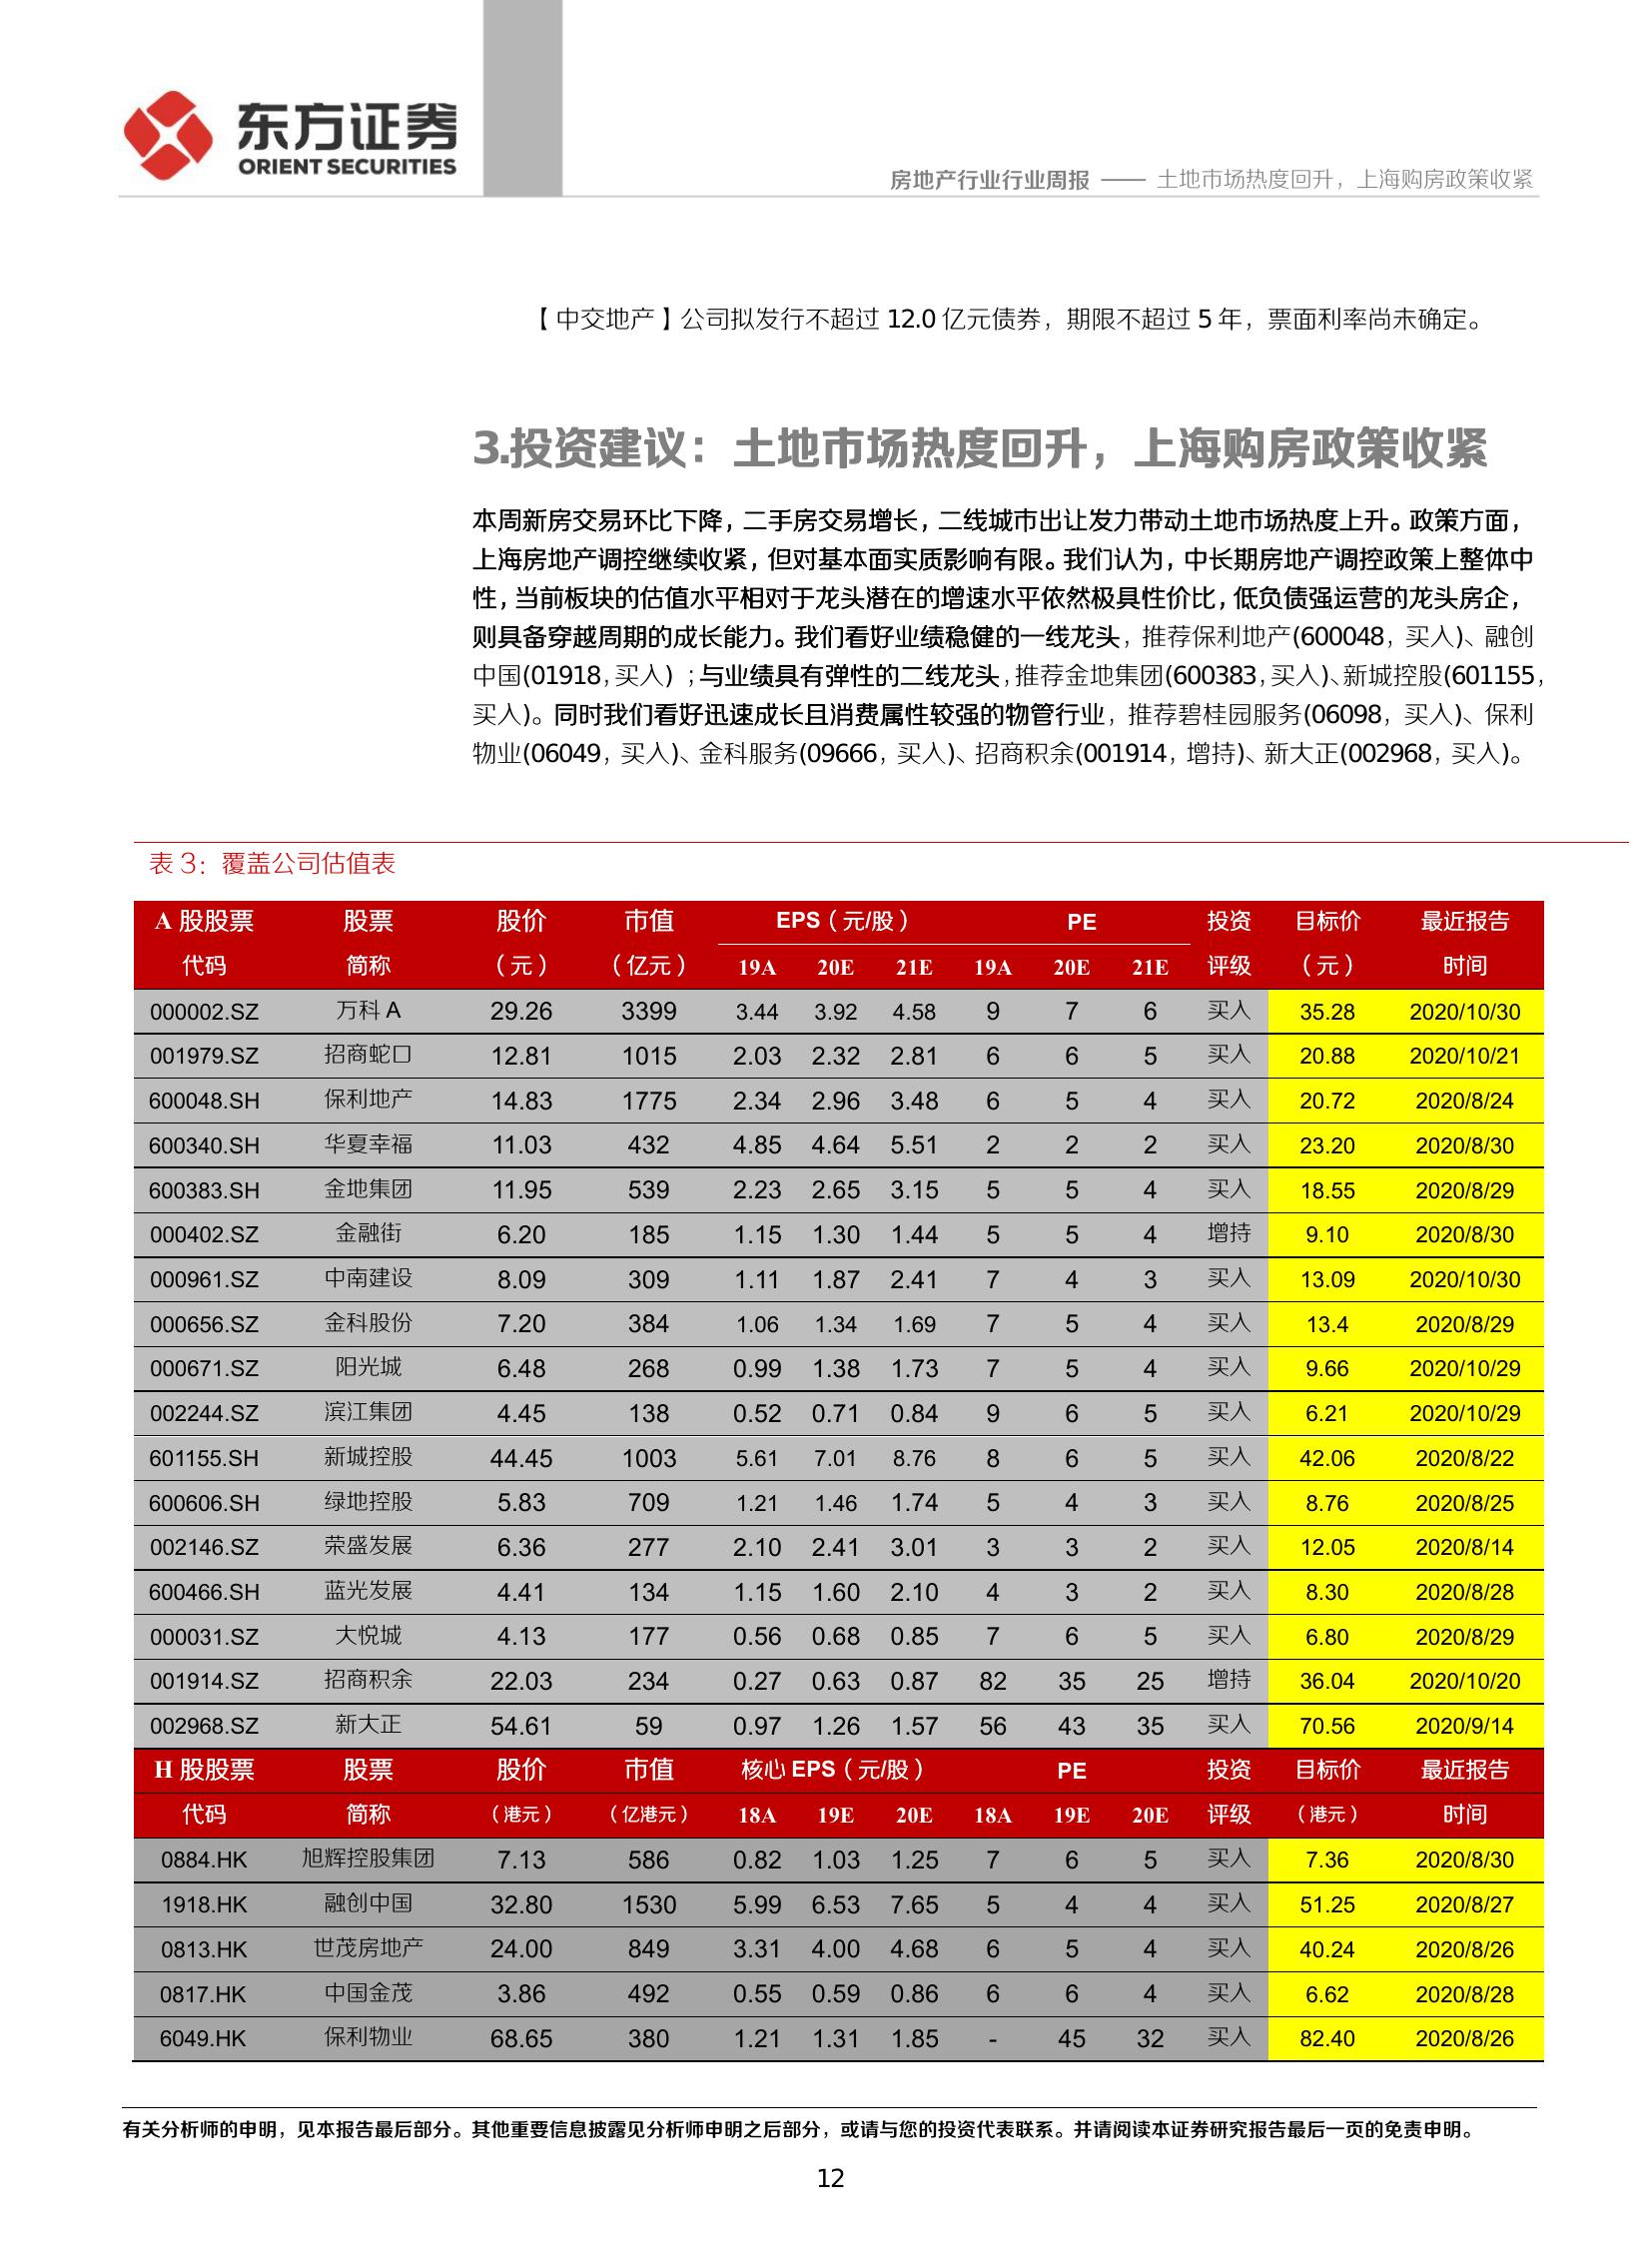 东方证券
ORIENT SECURITIES
房地产行业行业周报 —— 土地市场热度回升，上海购房政策收紧
【中交地产】公司拟发行不超过 12.0 亿元债券，期限不超过 5 年，票面利率尚未确定。
3.投资建议：土地市场热度回升，上海购房政策收紧
本周新房交易环比下降，二手房交易增长，二线城市出让发力带动土地市场热度上升。政策方面，
上海房地产调控继续收紧，但对基本面实质影响有限。我们认为，中长期房地产调控政策上整体中
性，当前板块的估值水平相对于龙头潜在的增速水平依然极具性价比，低负债强运营的龙头房企，
则具备穿越周期的成长能力。我们看好业绩稳健的一线龙头，推荐保利地产(600048，买入)、融创
中国(01918，买入）;与业绩具有弹性的二线龙头，推荐金地集团(600383，买入)、新城控股(601155，
买入)。同时我们看好迅速成长且消费属性较强的物管行业，推荐碧桂园服务(06098，买入)、保利
物业(06049，买入)、金科服务(09666，买入)、招商积余(001914，增持)、新大正(002968，买入)。
表 3：覆盖公司估值表
A 股股票 股票 股价 市值 EPS（元/股） PE 投资 目标价 最近报告
代码 简称 （元） （亿元） 19A 20E 21E 19A 20E 21E 评级 （元） 时间
000002.SZ 万科 A 29.26 3399 3.44 3.92 4.58 9 7 6 买入 35.28 2020/10/30
001979.SZ 招商蛇口 12.81 1015 2.03 2.32 2.81 6 6 5 买入 20.88 2020/10/21
600048.SH 保利地产 14.83 1775 2.34 2.96 3.48 6 5 4 买入 20.72 2020/8/24
600340.SH 华夏幸福 11.03 432 4.85 4.64 5.51 2 2 2 买入 23.20 2020/8/30
600383.SH 金地集团 11.95 539 2.23 2.65 3.15 5 5 4 买入 18.55 2020/8/29
000402.SZ 金融街 6.20 185 1.15 1.30 1.44 5 5 4 增持 9.10 2020/8/30
000961.SZ 中南建设 8.09 309 1.11 1.87 2.41 7 4 3 买入 13.09 2020/10/30
000656.SZ 金科股份 7.20 384 1.06 1.34 1.69 7 5 4 买入 13.4 2020/8/29
000671.SZ 阳光城 6.48 268 0.99 1.38 1.73 7 5 4 买入 9.66 2020/10/29
002244.SZ 滨江集团 4.45 138 0.52 0.71 0.84 9 6 5 买入 6.21 2020/10/29
601155.SH 新城控股 44.45 1003 5.61 7.01 8.76 8 6 5 买入 42.06 2020/8/22
600606.SH 绿地控股 5.83 709 1.21 1.46 1.74 5 4 3 买入 8.76 2020/8/25
002146.SZ 荣盛发展 6.36 277 2.10 2.41 3.01 3 3 2 买入 12.05 2020/8/14
600466.SH 蓝光发展 4.41 134 1.15 1.60 2.10 4 3 2 买入 8.30 2020/8/28
000031.SZ 大悦城 4.13 177 0.56 0.68 0.85 7 6 5 买入 6.80 2020/8/29
001914.SZ 招商积余 22.03 234 0.27 0.63 0.87 82 35 25 增持 36.04 2020/10/20
002968.SZ 新大正 54.61 59 0.97 1.26 1.57 56 43 35 买入 70.56 2020/9/14
H 股股票 股票 股价 市值 核心 EPS（元/股） PE 投资 目标价 最近报告
代码 简称 （港元） （亿港元） 18A 19E 20E 18A 19E 20E 评级 （港元） 时间
0884.HK 旭辉控股集团 7.13 586 0.82 1.03 1.25 7 6 5 买入 7.36 2020/8/30
1918.HK 融创中国 32.80 1530 5.99 6.53 7.65 5 4 4 买入 51.25 2020/8/27
0813.HK 世茂房地产 24.00 849 3.31 4.00 4.68 6 5 4 买入 40.24 2020/8/26
0817.HK 中国金茂 3.86 492 0.55 0.59 0.86 6 6 4 买入 6.62 2020/8/28
6049.HK 保利物业 68.65 380 1.21 1.31 1.85 - 45 32 买入 82.40 2020/8/26
有关分析师的申明，见本报告最后部分。其他重要信息披露见分析师申明之后部分，或请与您的投资代表联系。并请阅读本证券研究报告最后一页的免责申明。
12